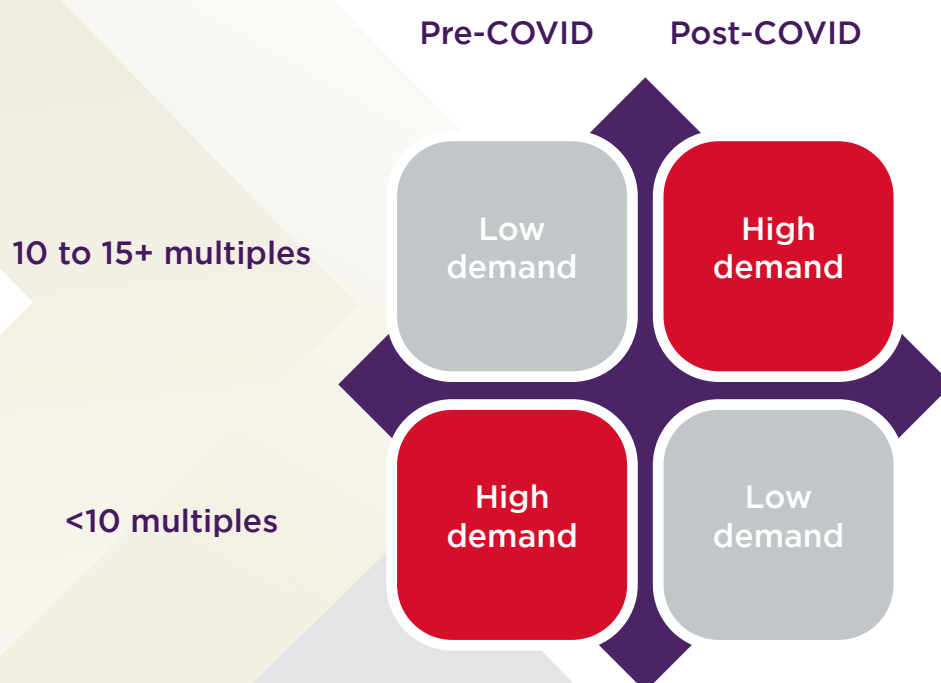 Pre-COVID
Post-COVID
10 to 15+ multiples
Low
demand
High
demand
<10 multiples
High
demand
Low
demand